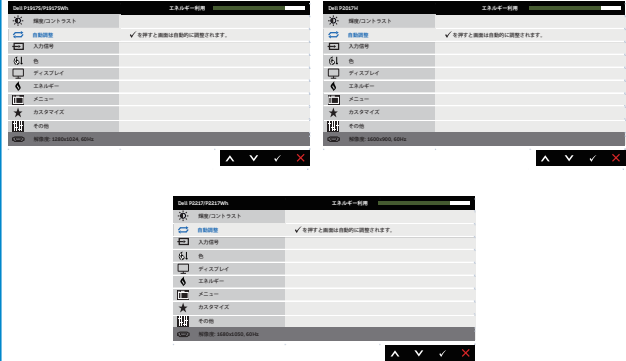 Dell P1917S/P1917SWh エネルギー利用
輝度/コントラスト
自動調整 ✓を押すと画面は自動的に調整されます。
入力信号
色
ディスプレイ
エネルギー
メニュー
カスタマイズ
その他
解像度: 1280x1024, 60Hz
Dell P2017H エネルギー利用
輝度/コントラスト
自動調整 ✓を押すと画面は自動的に調整されます。
入力信号
色
ディスプレイ
エネルギー
メニュー
カスタマイズ
その他
解像度: 1600x900, 60Hz
Dell P2217/P2217Wh エネルギー利用
輝度/コントラスト
自動調整 ✓を押すと画面は自動的に調整されます。
入力信号
色
ディスプレイ
エネルギー
メニュー
カスタマイズ
その他
解像度: 1680x1050, 60Hz